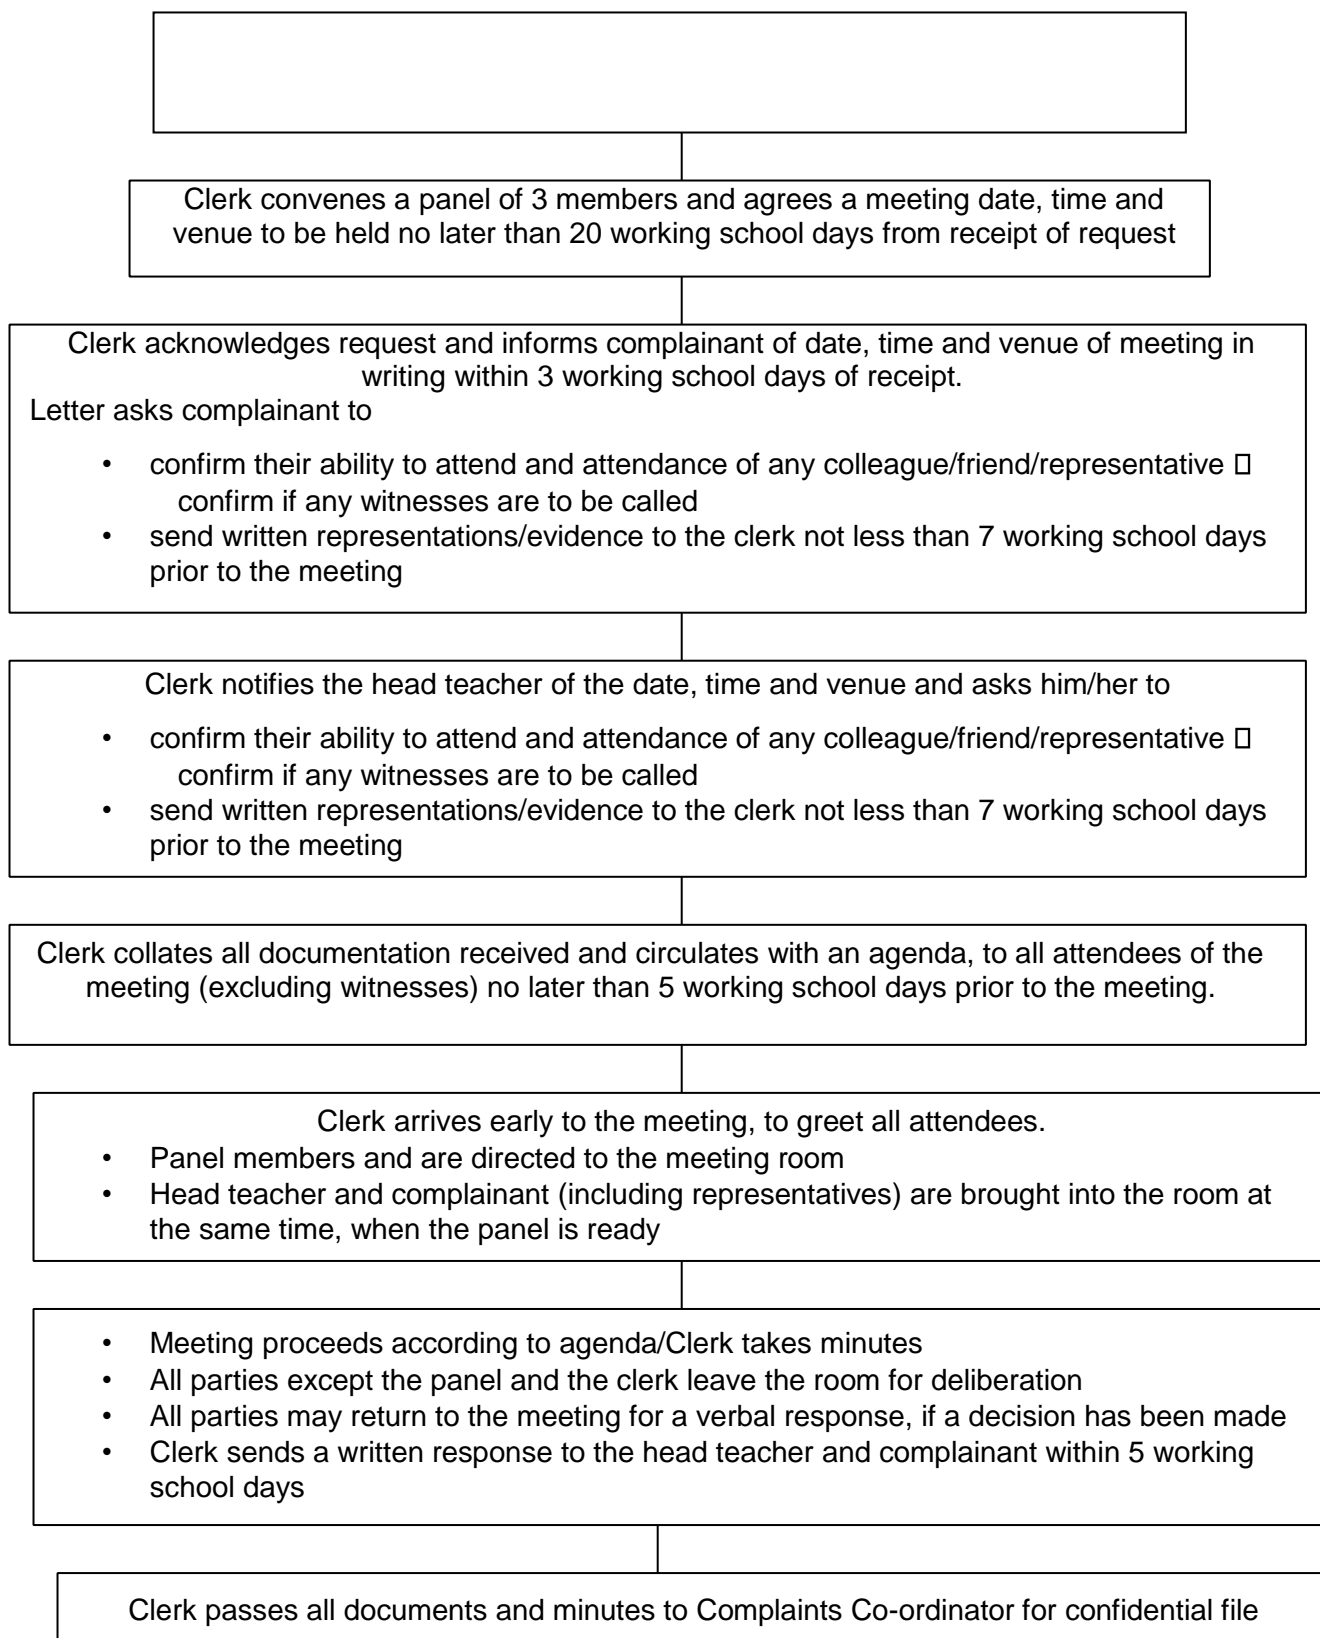 Clerk convenes a panel of 3 members and agrees a meeting date, time and
venue to be held no later than 20 working school days from receipt of request
Clerk acknowledges request and informs complainant of date, time and venue of meeting in
writing within 3 working school days of receipt.
Letter asks complainant to
• confirm their ability to attend and attendance of any colleague/friend/representative 
confirm if any witnesses are to be called
• send written representations/evidence to the clerk not less than 7 working school days
prior to the meeting
Clerk notifies the head teacher of the date, time and venue and asks him/her to
• confirm their ability to attend and attendance of any colleague/friend/representative 
confirm if any witnesses are to be called
• send written representations/evidence to the clerk not less than 7 working school days
prior to the meeting
Clerk collates all documentation received and circulates with an agenda, to all attendees of the
meeting (excluding witnesses) no later than 5 working school days prior to the meeting.
Clerk arrives early to the meeting, to greet all attendees.
• Panel members and are directed to the meeting room
• Head teacher and complainant (including representatives) are brought into the room at
the same time, when the panel is ready
• Meeting proceeds according to agenda/Clerk takes minutes
• All parties except the panel and the clerk leave the room for deliberation
• All parties may return to the meeting for a verbal response, if a decision has been made
• Clerk sends a written response to the head teacher and complainant within 5 working
school days
Clerk passes all documents and minutes to Complaints Co-ordinator for confidential file